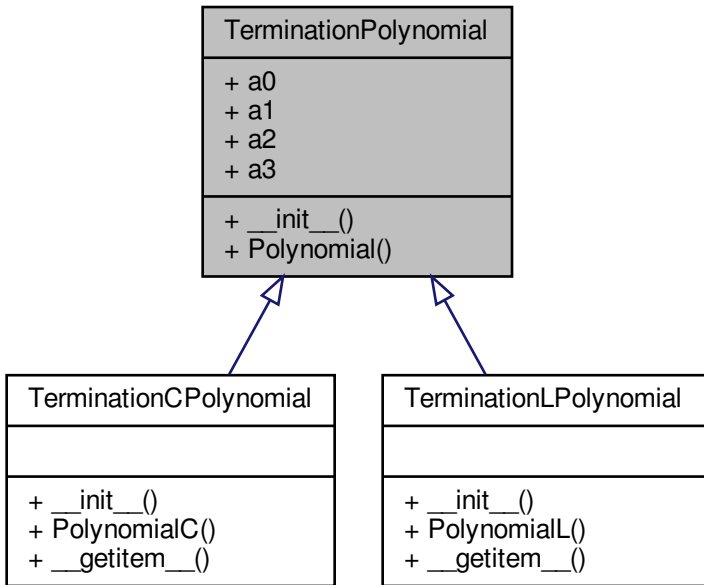 TerminationPolynomial
+ a0
+ a1
+ a2
+ a3
+ __init__()
+ Polynomial()
TerminationCPolynomial
+ __init__()
+ PolynomialC()
+ __getitem__()
TerminationLPolynomial
+ __init__()
+ PolynomialL()
+ __getitem__()